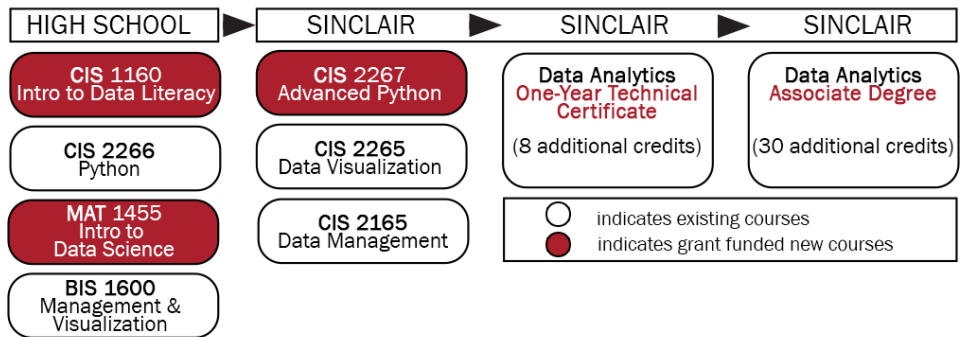 HIGH SCHOOL
SINCLAIR
SINCLAIR
SINCLAIR
CIS 1160
Intro to Data Literacy
CIS 2266
Python
MAT 1455
Intro to
Data Science
BIS 1600
Management &
Visualization
CIS 2267
Advanced Python
CIS 2265
Data Visualization
CIS 2165
Data Management
Data Analytics
One-Year Technical
Certificate
(8 additional credits)
Data Analytics
Associate Degree
(30 additional credits)
indicates existing courses
indicates grant funded new courses